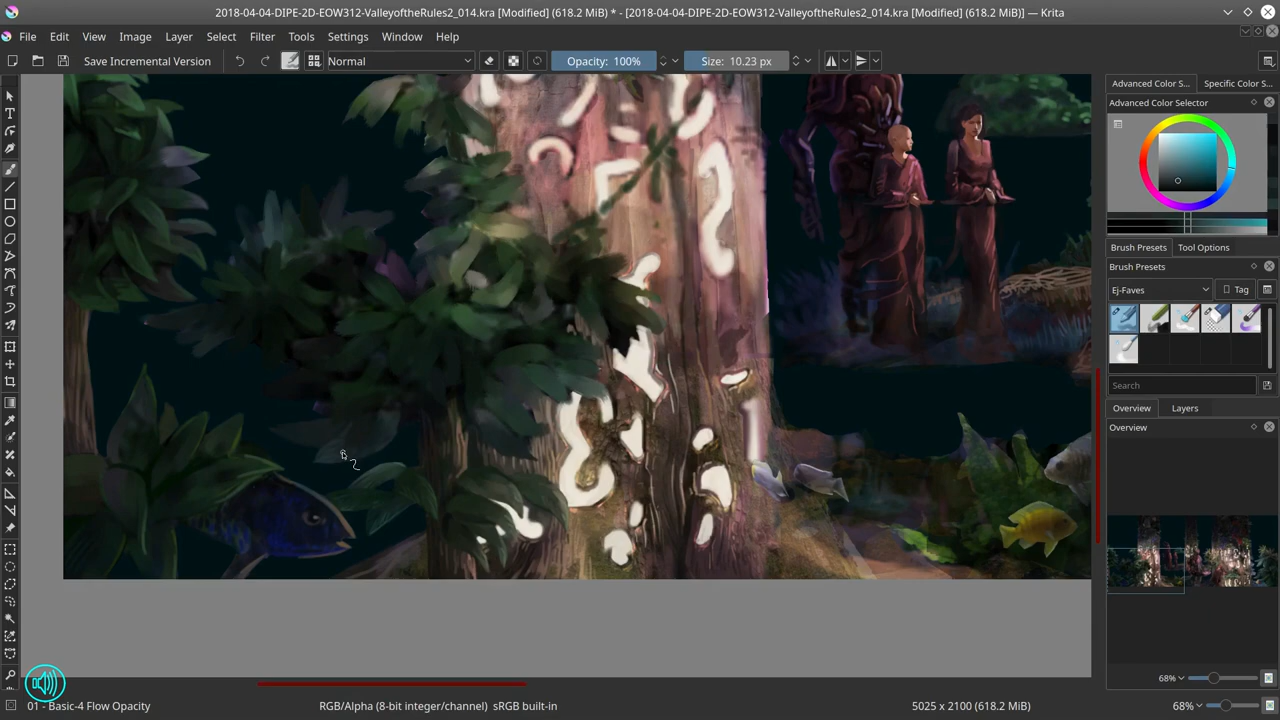 2018-04-04-DIPE-2D-EOW312-ValleyoftheRules2_014.kra [Modified] (618.2 MiB) * - [2018-04-04-DIPE-2D-EOW312-ValleyoftheRules2_014.kra [Modified] (618.2 MiB)] — Krita
File Edit View Image Layer Select Filter Tools Settings Window Help
Save Incremental Version Normal Opacity: 100% Size: 10.23 px
Advanced Color S... Specific Color S...
Advanced Color Selector
Brush Presets Tool Options
Brush Presets
Ej-Faves Tag
Search
Overview Layers
Overview
68%
01 - Basic-4 Flow Opacity RGB/Alpha (8-bit integer/channel) sRGB built-in 5025 x 2100 (618.2 MiB) 68%